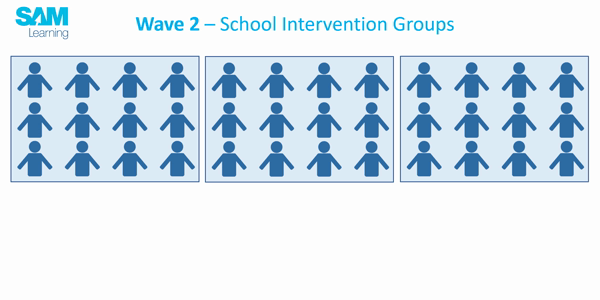 SAM
Learning
Wave 2 – School Intervention Groups